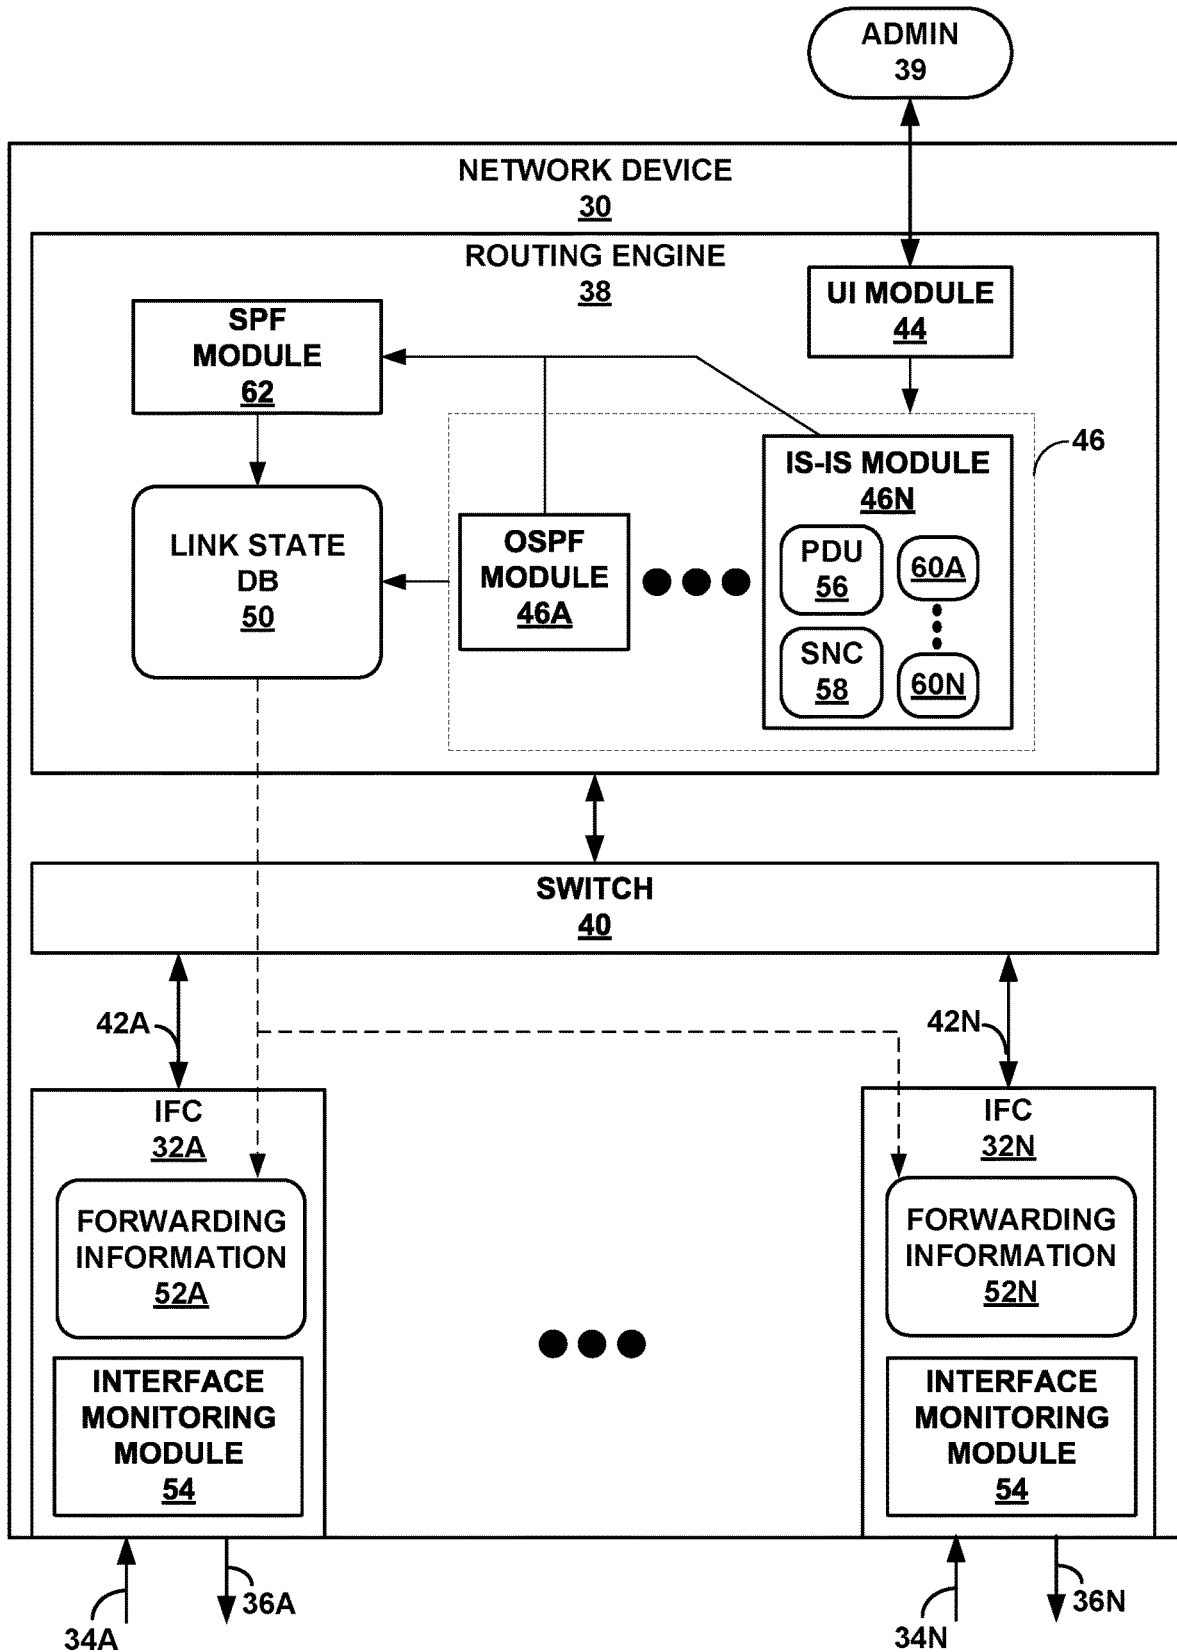 ADMIN
39
NETWORK DEVICE
30
ROUTING ENGINE
38
UI MODULE
44
SPF
MODULE
62
46
IS-IS MODULE
46N
PDU
56
60A
SNC
58
60N
OSPF
MODULE
46A
LINK STATE
DB
50
SWITCH
40
42A
42N
IFC
32A
FORWARDING
INFORMATION
52A
INTERFACE
MONITORING
MODULE
54
IFC
32N
FORWARDING
INFORMATION
52N
INTERFACE
MONITORING
MODULE
54
34A
36A
34N
36N